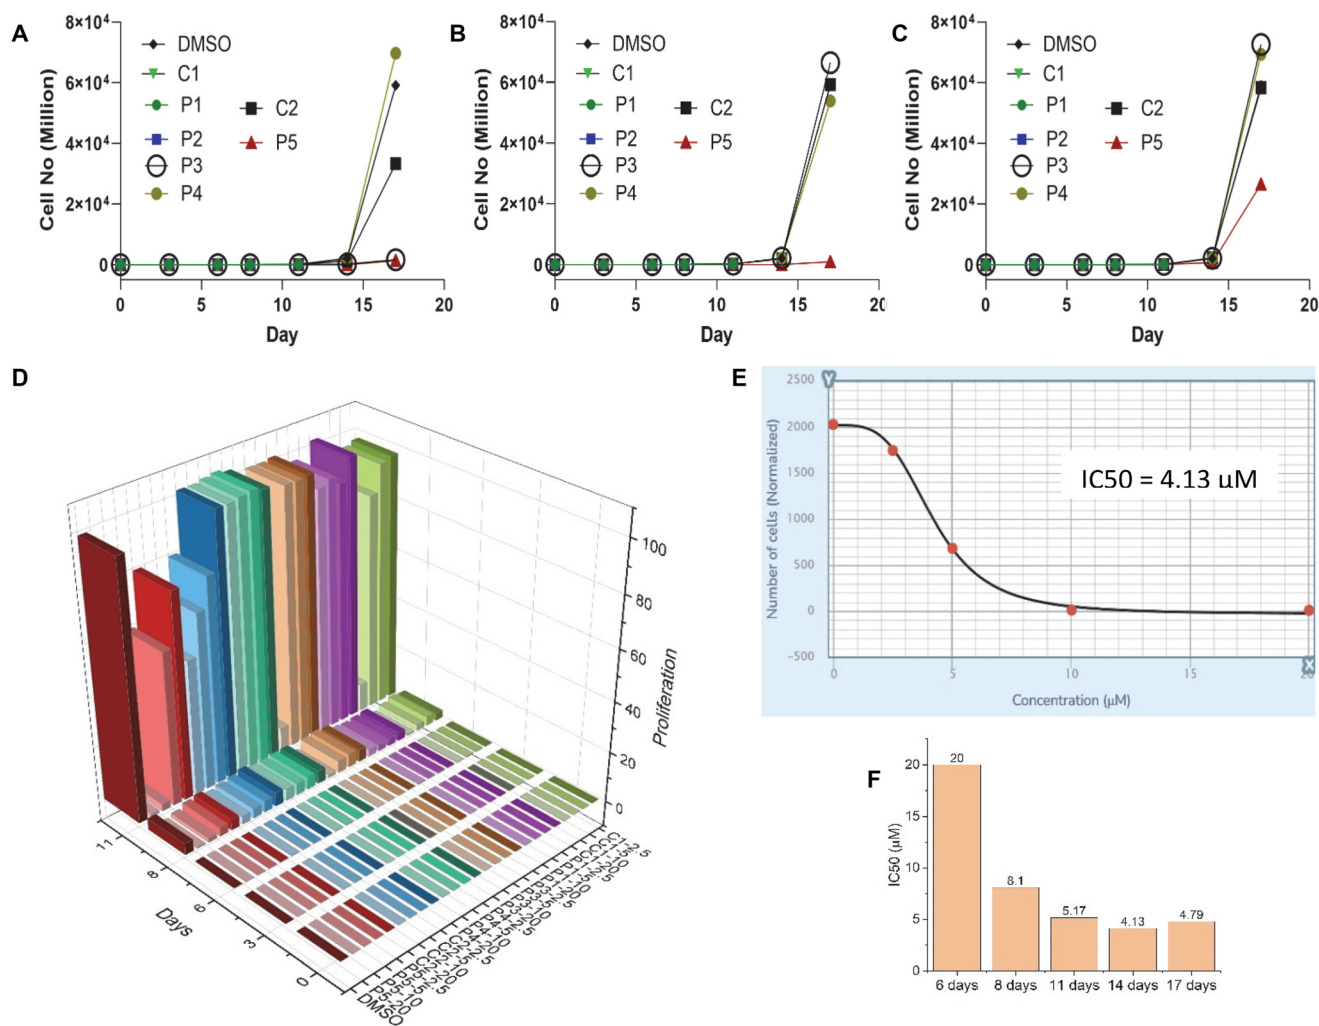 A
8×10⁴
6×10⁴
4×10⁴
2×10⁴
0
Cell No (Million)
DMSO
C1
P1
P2
P3
P4
C2
P5
0 5 10 15 20
Day
B
8×10⁴
6×10⁴
4×10⁴
2×10⁴
0
Cell No (Million)
DMSO
C1
P1
P2
P3
P4
C2
P5
0 5 10 15 20
Day
C
8×10⁴
6×10⁴
4×10⁴
2×10⁴
0
Cell No (Million)
DMSO
C1
P1
P2
P3
P4
C2
P5
0 5 10 15 20
Day
D
100
80
60
40
20
0
Proliferation
11 8 6 3 0
Days
DMSO
E
Y
2500
2000
1500
1000
500
0
-500
Number of cells (Normalized)
IC50 = 4.13 µM
X
0 5 10 15 20
Concentration (µM)
F
20
15
10
5
0
IC50 (µM)
20
8.1
5.17
4.13
4.79
6 days 8 days 11 days 14 days 17 days